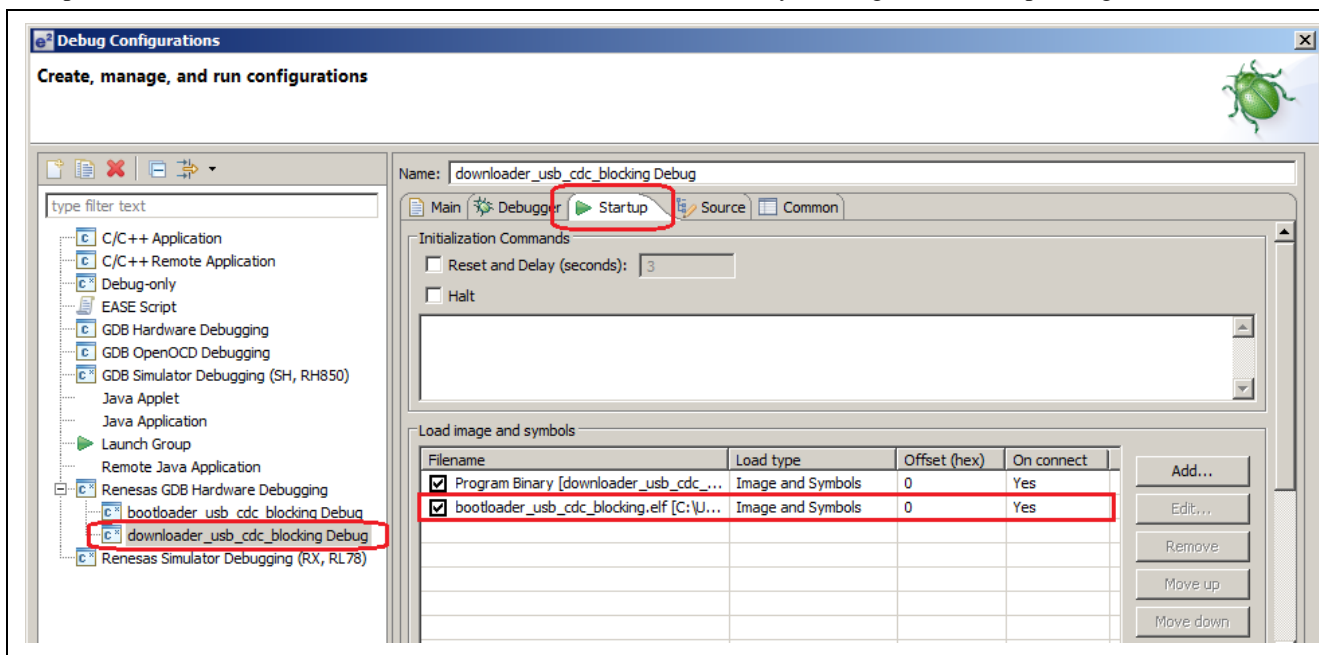 e² Debug Configurations
Create, manage, and run configurations
Name: downloader_usb_cdc_blocking Debug
type filter text
Main Debugger Startup Source Common
C/C++ Application
C/C++ Remote Application
Debug-only
EASE Script
GDB Hardware Debugging
GDB OpenOCD Debugging
GDB Simulator Debugging (SH, RH850)
Java Applet
Java Application
Launch Group
Remote Java Application
Renesas GDB Hardware Debugging
bootloader_usb_cdc_blocking Debug
downloader_usb_cdc_blocking Debug
Renesas Simulator Debugging (RX, RL78)
Initialization Commands
Reset and Delay (seconds): 3
Halt
Load image and symbols
Filename Load type Offset (hex) On connect
Program Binary [downloader_usb_cdc_... Image and Symbols 0 Yes
bootloader_usb_cdc_blocking.elf [C:\U... Image and Symbols 0 Yes
Add...
Edit...
Remove
Move up
Move down